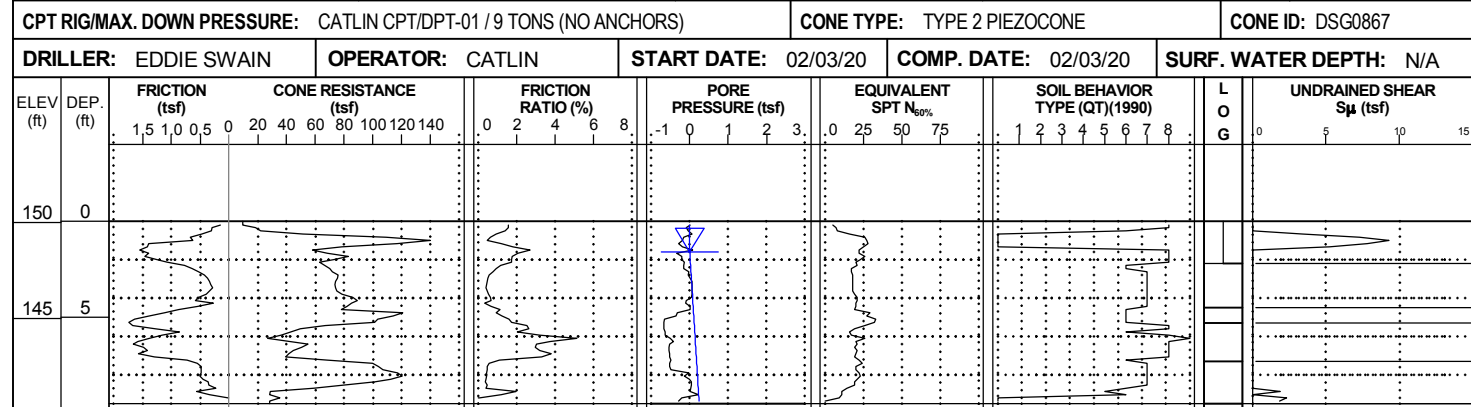 CPT RIG/MAX. DOWN PRESSURE: CATLIN CPT/DPT-01 / 9 TONS (NO ANCHORS) CONE TYPE: TYPE 2 PIEZOCONE CONE ID: DSG0867
DRILLER: EDDIE SWAIN OPERATOR: CATLIN START DATE: 02/03/20 COMP. DATE: 02/03/20 SURF. WATER DEPTH: N/A
ELEV (ft)
DEP. (ft)
FRICTION (tsf)
1,5 1,0 0,5 0
CONE RESISTANCE (tsf)
20 40 60 80 100 120 140
FRICTION RATIO (%)
0 2 4 6 8
PORE PRESSURE (tsf)
-1 0 1 2 3
EQUIVALENT SPT N60%
0 25 50 75
SOIL BEHAVIOR TYPE (QT)(1990)
1 2 3 4 5 6 7 8
LOG
UNDRAINED SHEAR Sμ (tsf)
0 5 10 15
150 0
145 5